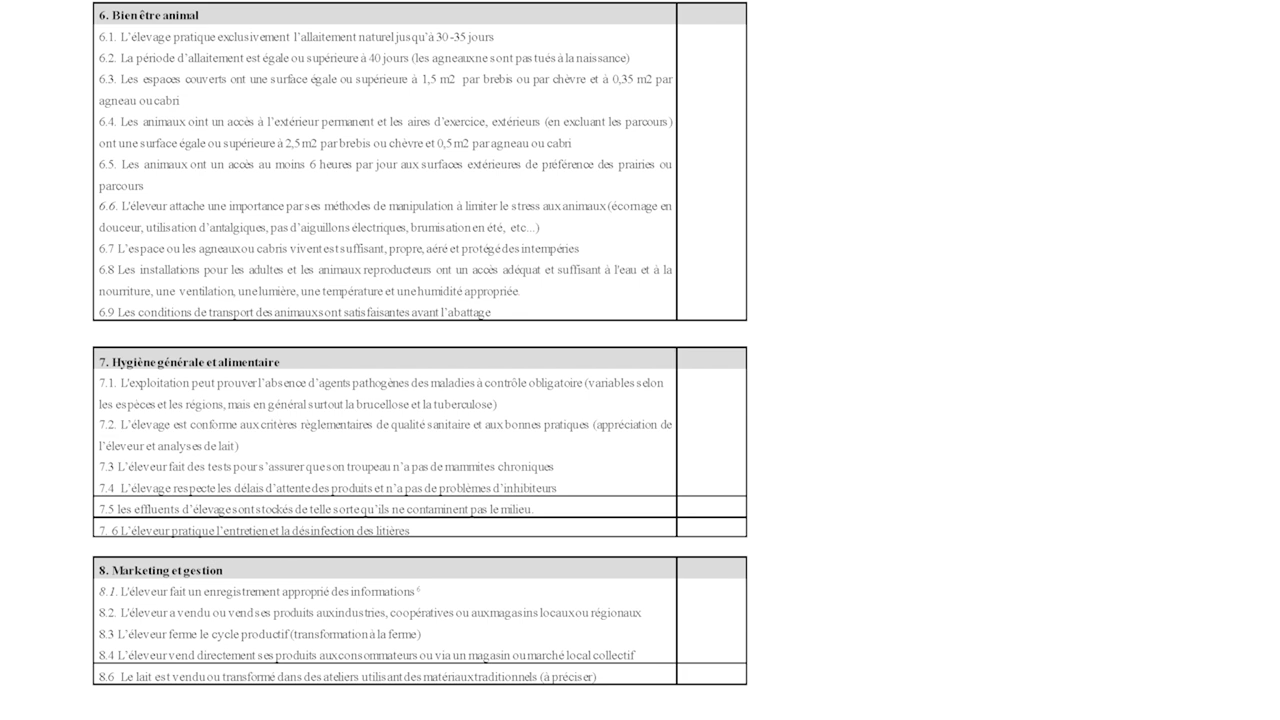 6. Bien être animal
6.1. L'élevage pratique exclusivement l'allaitement naturel jusqu'à 30-35 jours
6.2. La période d'allaitement est égale ou supérieure à 40 jours (les agneaux ne sont pas tués à la naissance)
6.3. Les espaces couverts ont une surface égale ou supérieure à 1,5 m2 par brebis ou par chèvre et à 0,35 m2 par
agneau ou cabri
6.4. Les animaux oint un accès à l'extérieur permanent et les aires d'exercice, extérieurs (en excluant les parcours)
ont une surface égale ou supérieure à 2,5 m2 par brebis ou chèvre et 0,5 m2 par agneau ou cabri
6.5. Les animaux ont un accès au moins 6 heures par jour aux surfaces extérieures de préférence des prairies ou
parcours
6.6. L'éleveur attache une importance par ses méthodes de manipulation à limiter le stress aux animaux (écornage en
douceur, utilisation d'antalgiques, pas d'aiguillons électriques, brumisation en été, etc...)
6.7 L'espace ou les agneaux ou cabris vivent est suffisant, propre, aéré et protégé des intempéries
6.8 Les installations pour les adultes et les animaux reproducteurs ont un accès adéquat et suffisant à l'eau et à la
nourriture, une ventilation, une lumière, une température et une humidité appropriée.
6.9 Les conditions de transport des animaux sont satisfaisantes avant l'abattage
7. Hygiène générale et alimentaire
7.1. L'exploitation peut prouver l'absence d'agents pathogènes des maladies à contrôle obligatoire (variables selon
les espèces et les régions, mais en général surtout la brucellose et la tuberculose)
7.2. L'élevage est conforme aux critères règlementaires de qualité sanitaire et aux bonnes pratiques (appréciation de
l'éleveur et analyses de lait)
7.3 L'éleveur fait des tests pour s'assurer que son troupeau n'a pas de mammites chroniques
7.4 L'élevage respecte les délais d'attente des produits et n'a pas de problèmes d'inhibiteurs
7.5 les effluents d'élevage sont stockés de telle sorte qu'ils ne contaminent pas le milieu.
7. 6 L'éleveur pratique l'entretien et la désinfection des litières
8. Marketing et gestion
8.1. L'éleveur fait un enregistrement approprié des informations 6
8.2. L'éleveur a vendu ou vend ses produits aux industries, coopératives ou aux magasins locaux ou régionaux
8.3 L'éleveur ferme le cycle productif (transformation à la ferme)
8.4 L'éleveur vend directement ses produits aux consommateurs ou via un magasin ou marché local collectif
8.6 Le lait est vendu ou transformé dans des ateliers utilisant des matériaux traditionnels (à préciser)